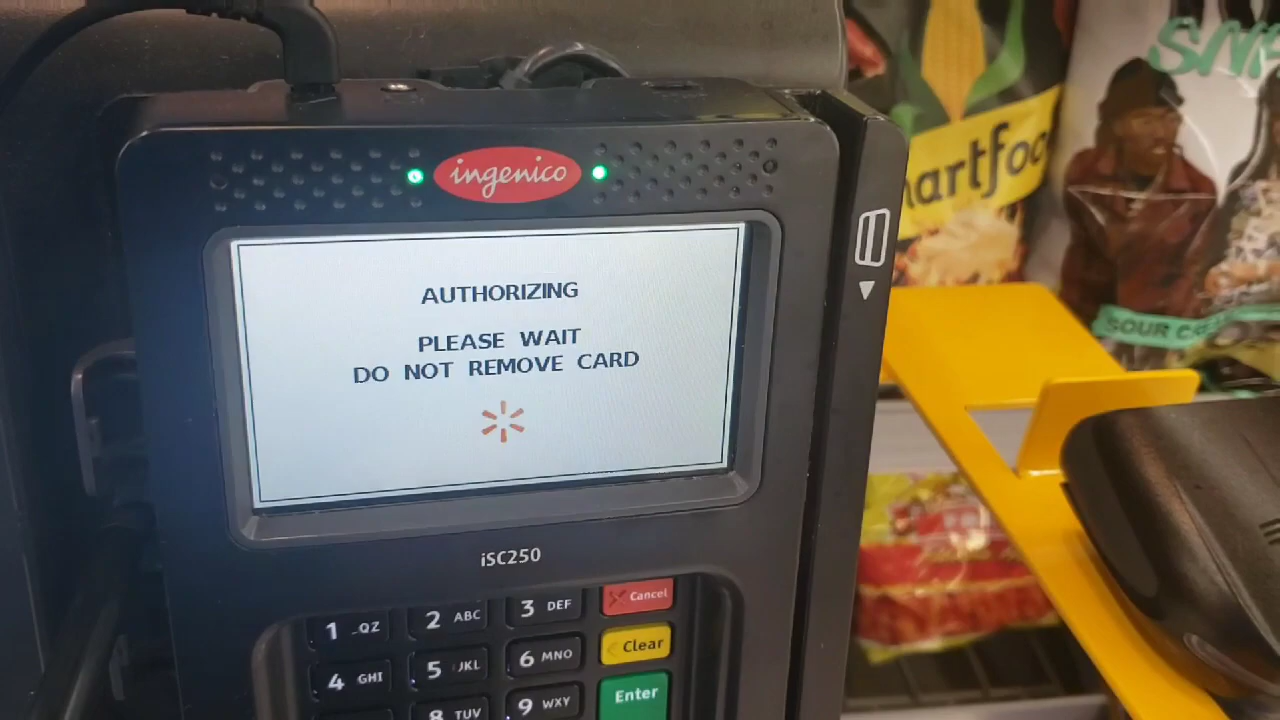 ingenico
AUTHORIZING
PLEASE WAIT
DO NOT REMOVE CARD
iSC250
1 QZ
2 ABC
3 DEF
Cancel
4 GHI
5 JKL
6 MNO
Clear
8 TUV
9 WXY
Enter
artfoo
SM
SOUR